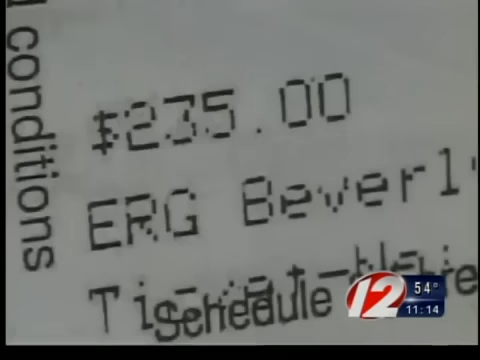 conditions
$235.00
ERG Beverl
schedule
12
54°
11:14